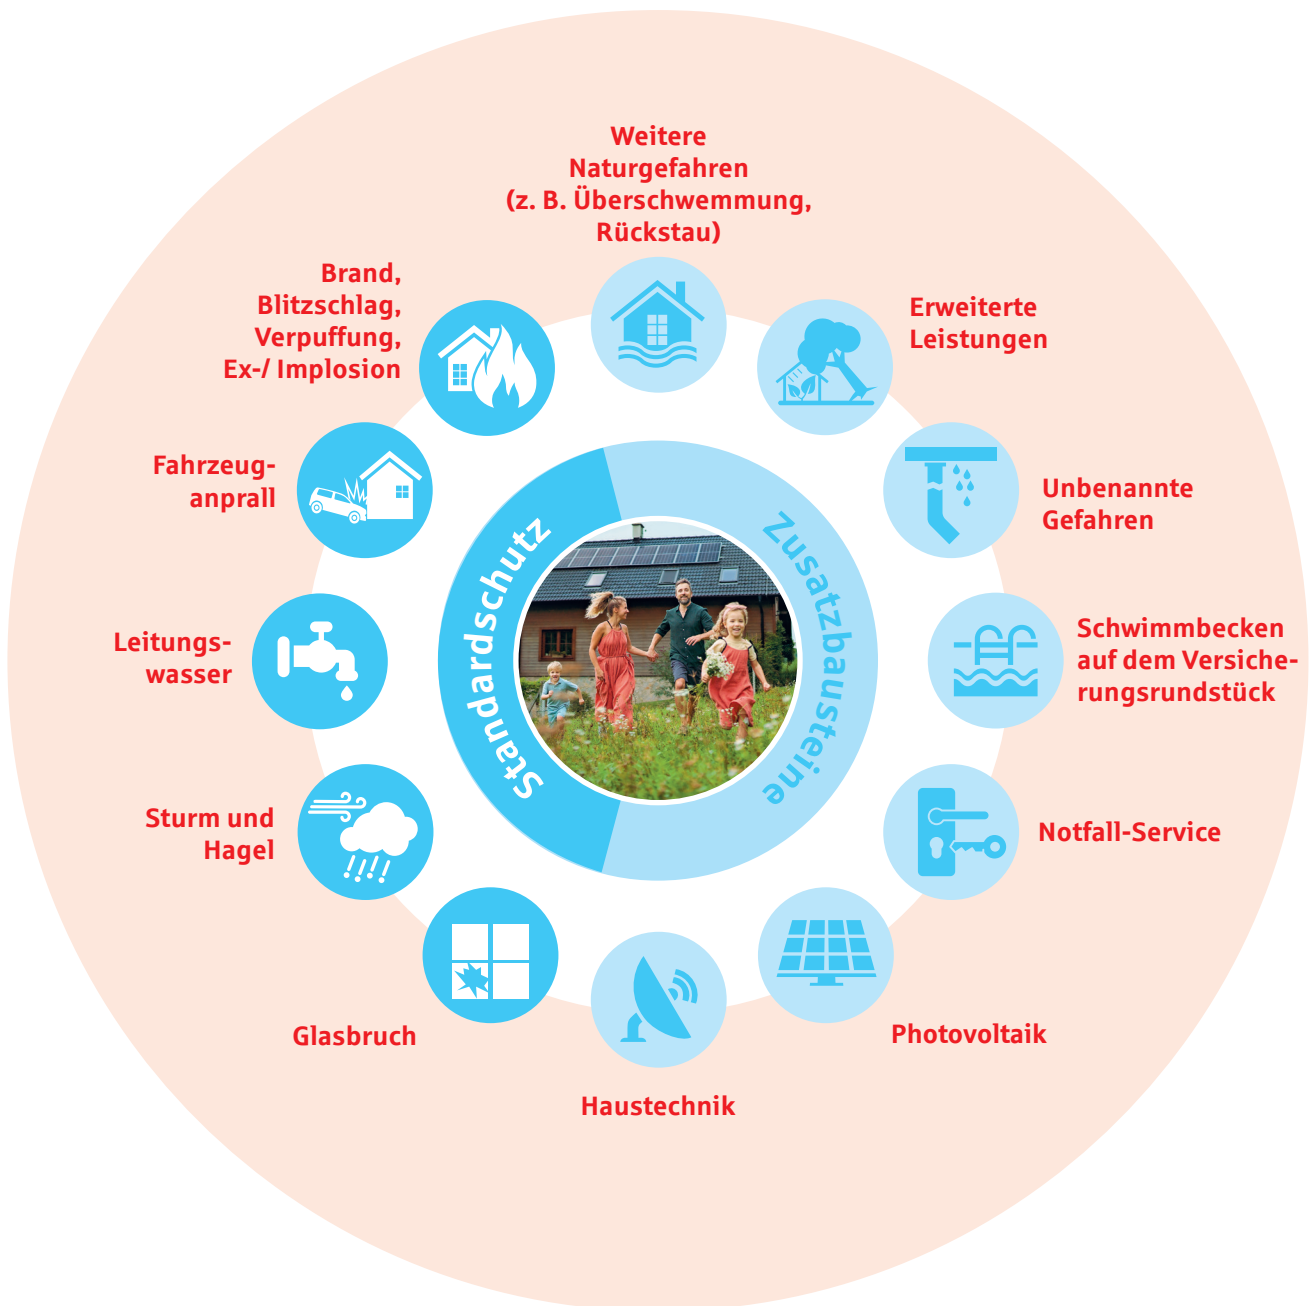 Weitere
Naturgefahren
(z. B. Überschwemmung,
Rückstau)
Brand,
Blitzschlag,
Verpuffung,
Ex-/ Implosion
Erweiterte
Leistungen
Fahrzeug-
anprall
Unbenannte
Gefahren
Standardschutz
Zusatzbausteine
Leitungs-
wasser
Schwimmbecken
auf dem Versiche-
rungsrundstück
Sturm und
Hagel
Notfall-Service
Glasbruch
Photovoltaik
Haustechnik